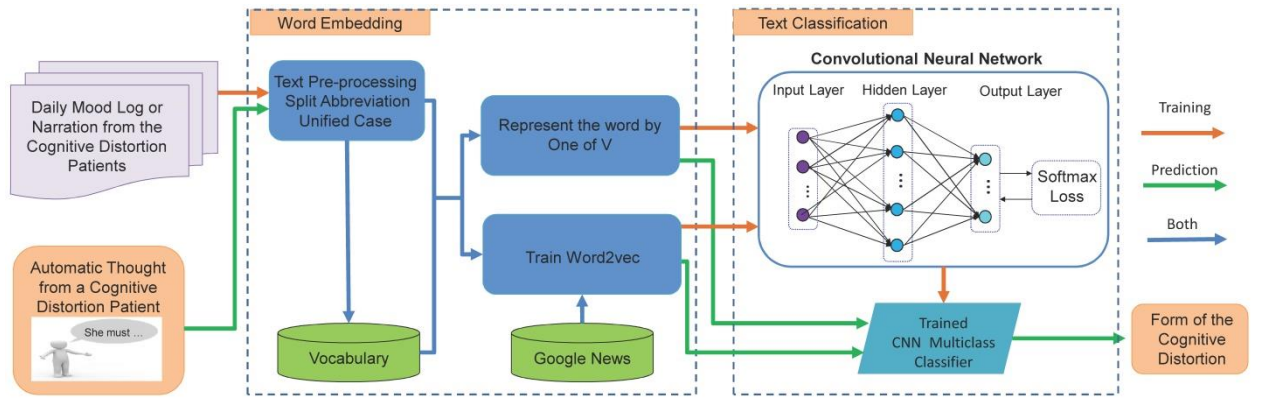 Word Embedding
Text Classification
Daily Mood Log or
Narration from the
Cognitive Distortion
Patients
Automatic Thought
from a Cognitive
Distortion Patient
She must ...
Text Pre-processing
Split Abbreviation
Unified Case
Vocabulary
Represent the word by
One of V
Train Word2vec
Google News
Convolutional Neural Network
Input Layer
Hidden Layer
Output Layer
Softmax
Loss
Trained
CNN Multiclass
Classifier
Training
Prediction
Both
Form of the
Cognitive
Distortion